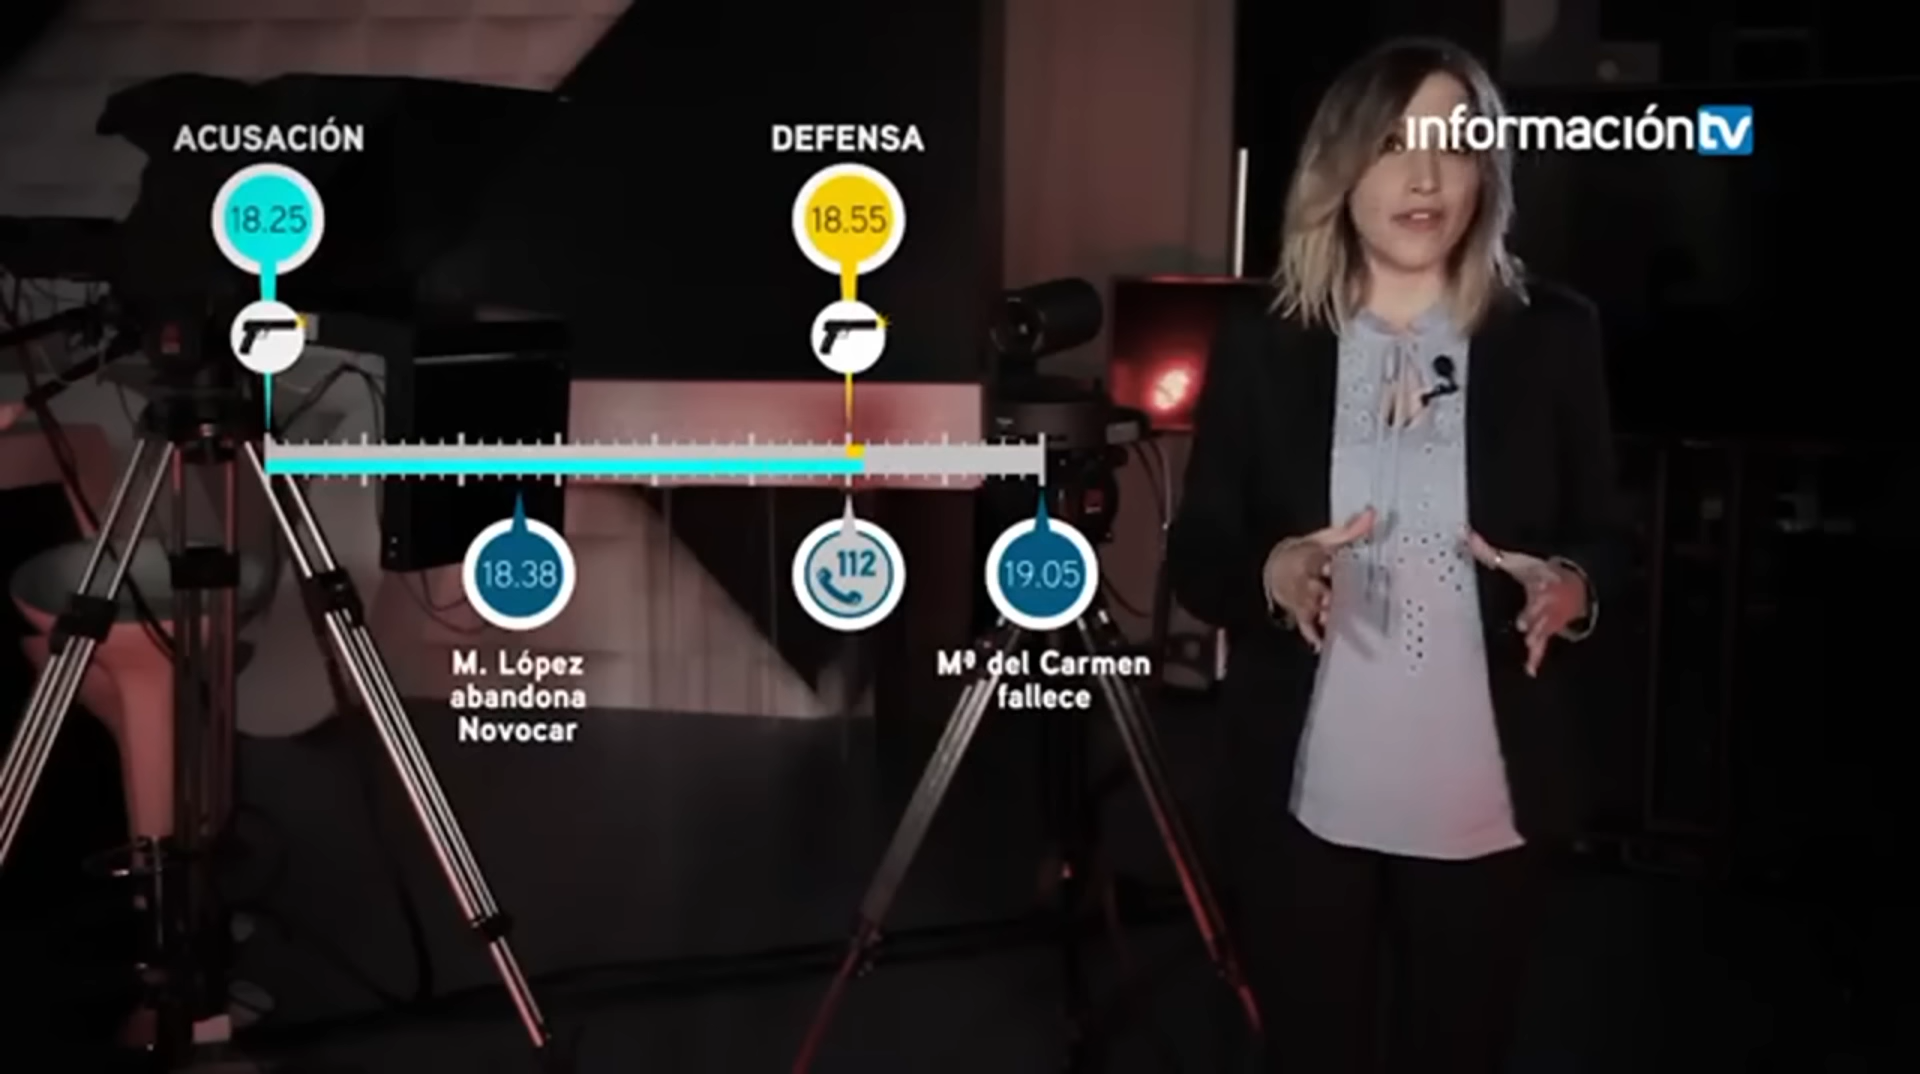 ACUSACIÓN
DEFENSA
informacióntv
18.25
18.55
18.38
112
19.05
M. López
abandona
Novocar
Mª del Carmen
fallece